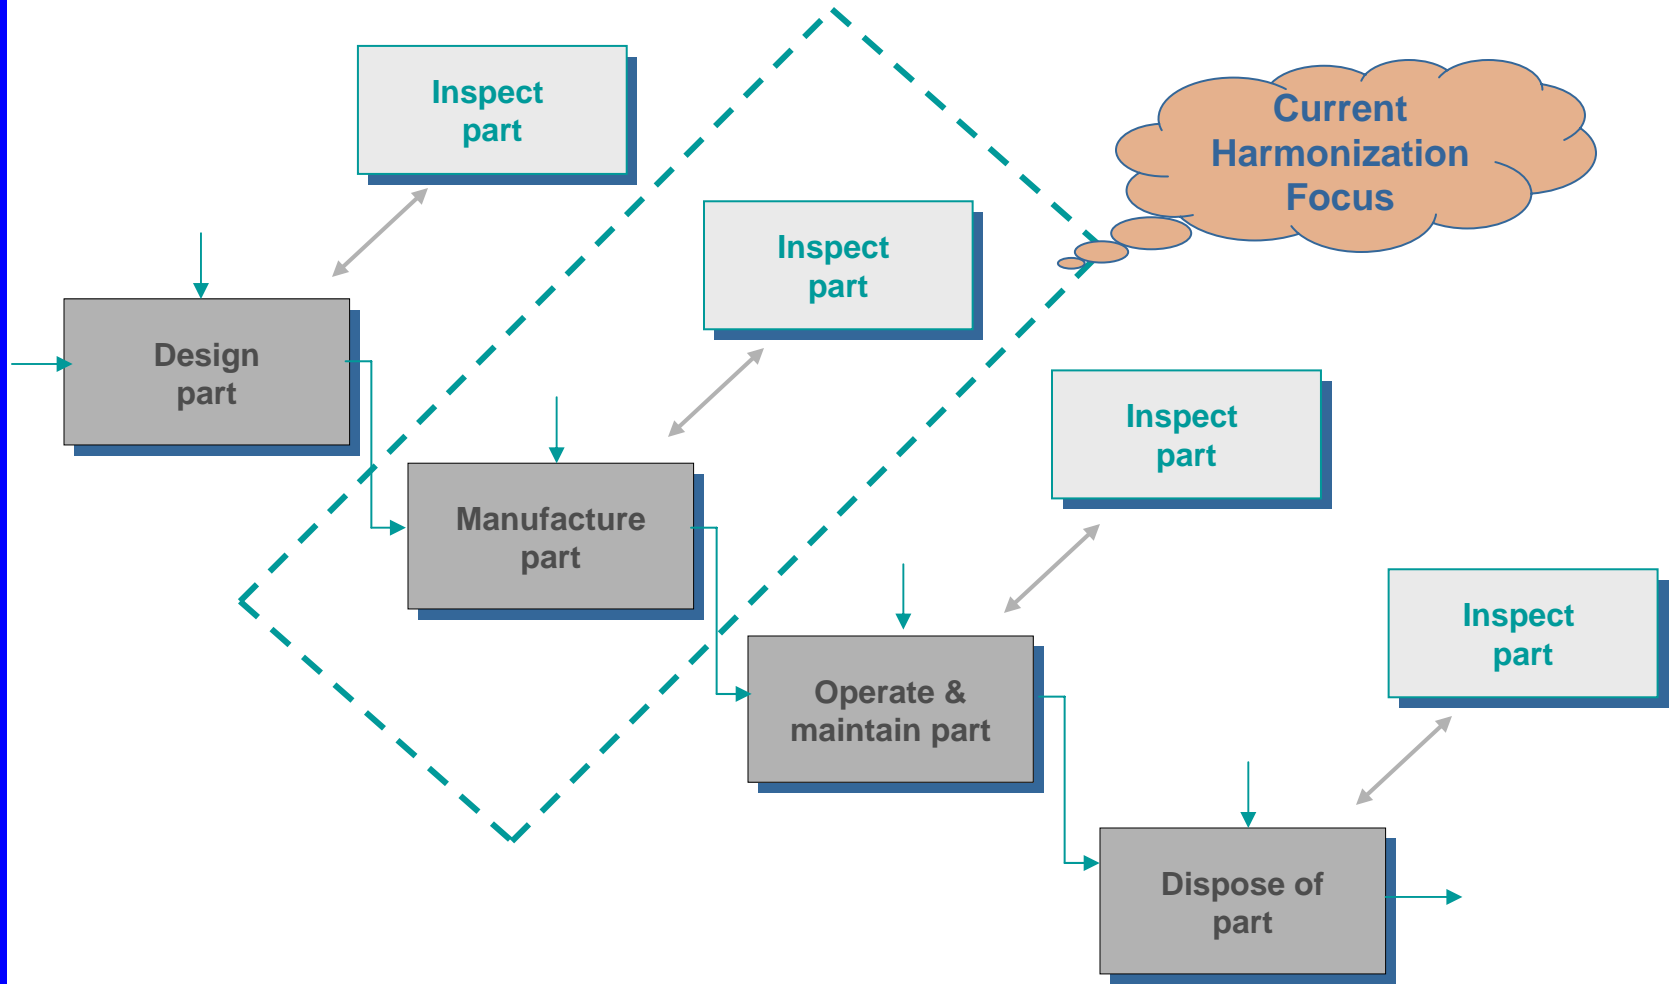 Inspect
part
Current
Harmonization
Focus
Inspect
part
Design
part
Inspect
part
Manufacture
part
Inspect
part
Operate &
maintain part
Dispose of
part